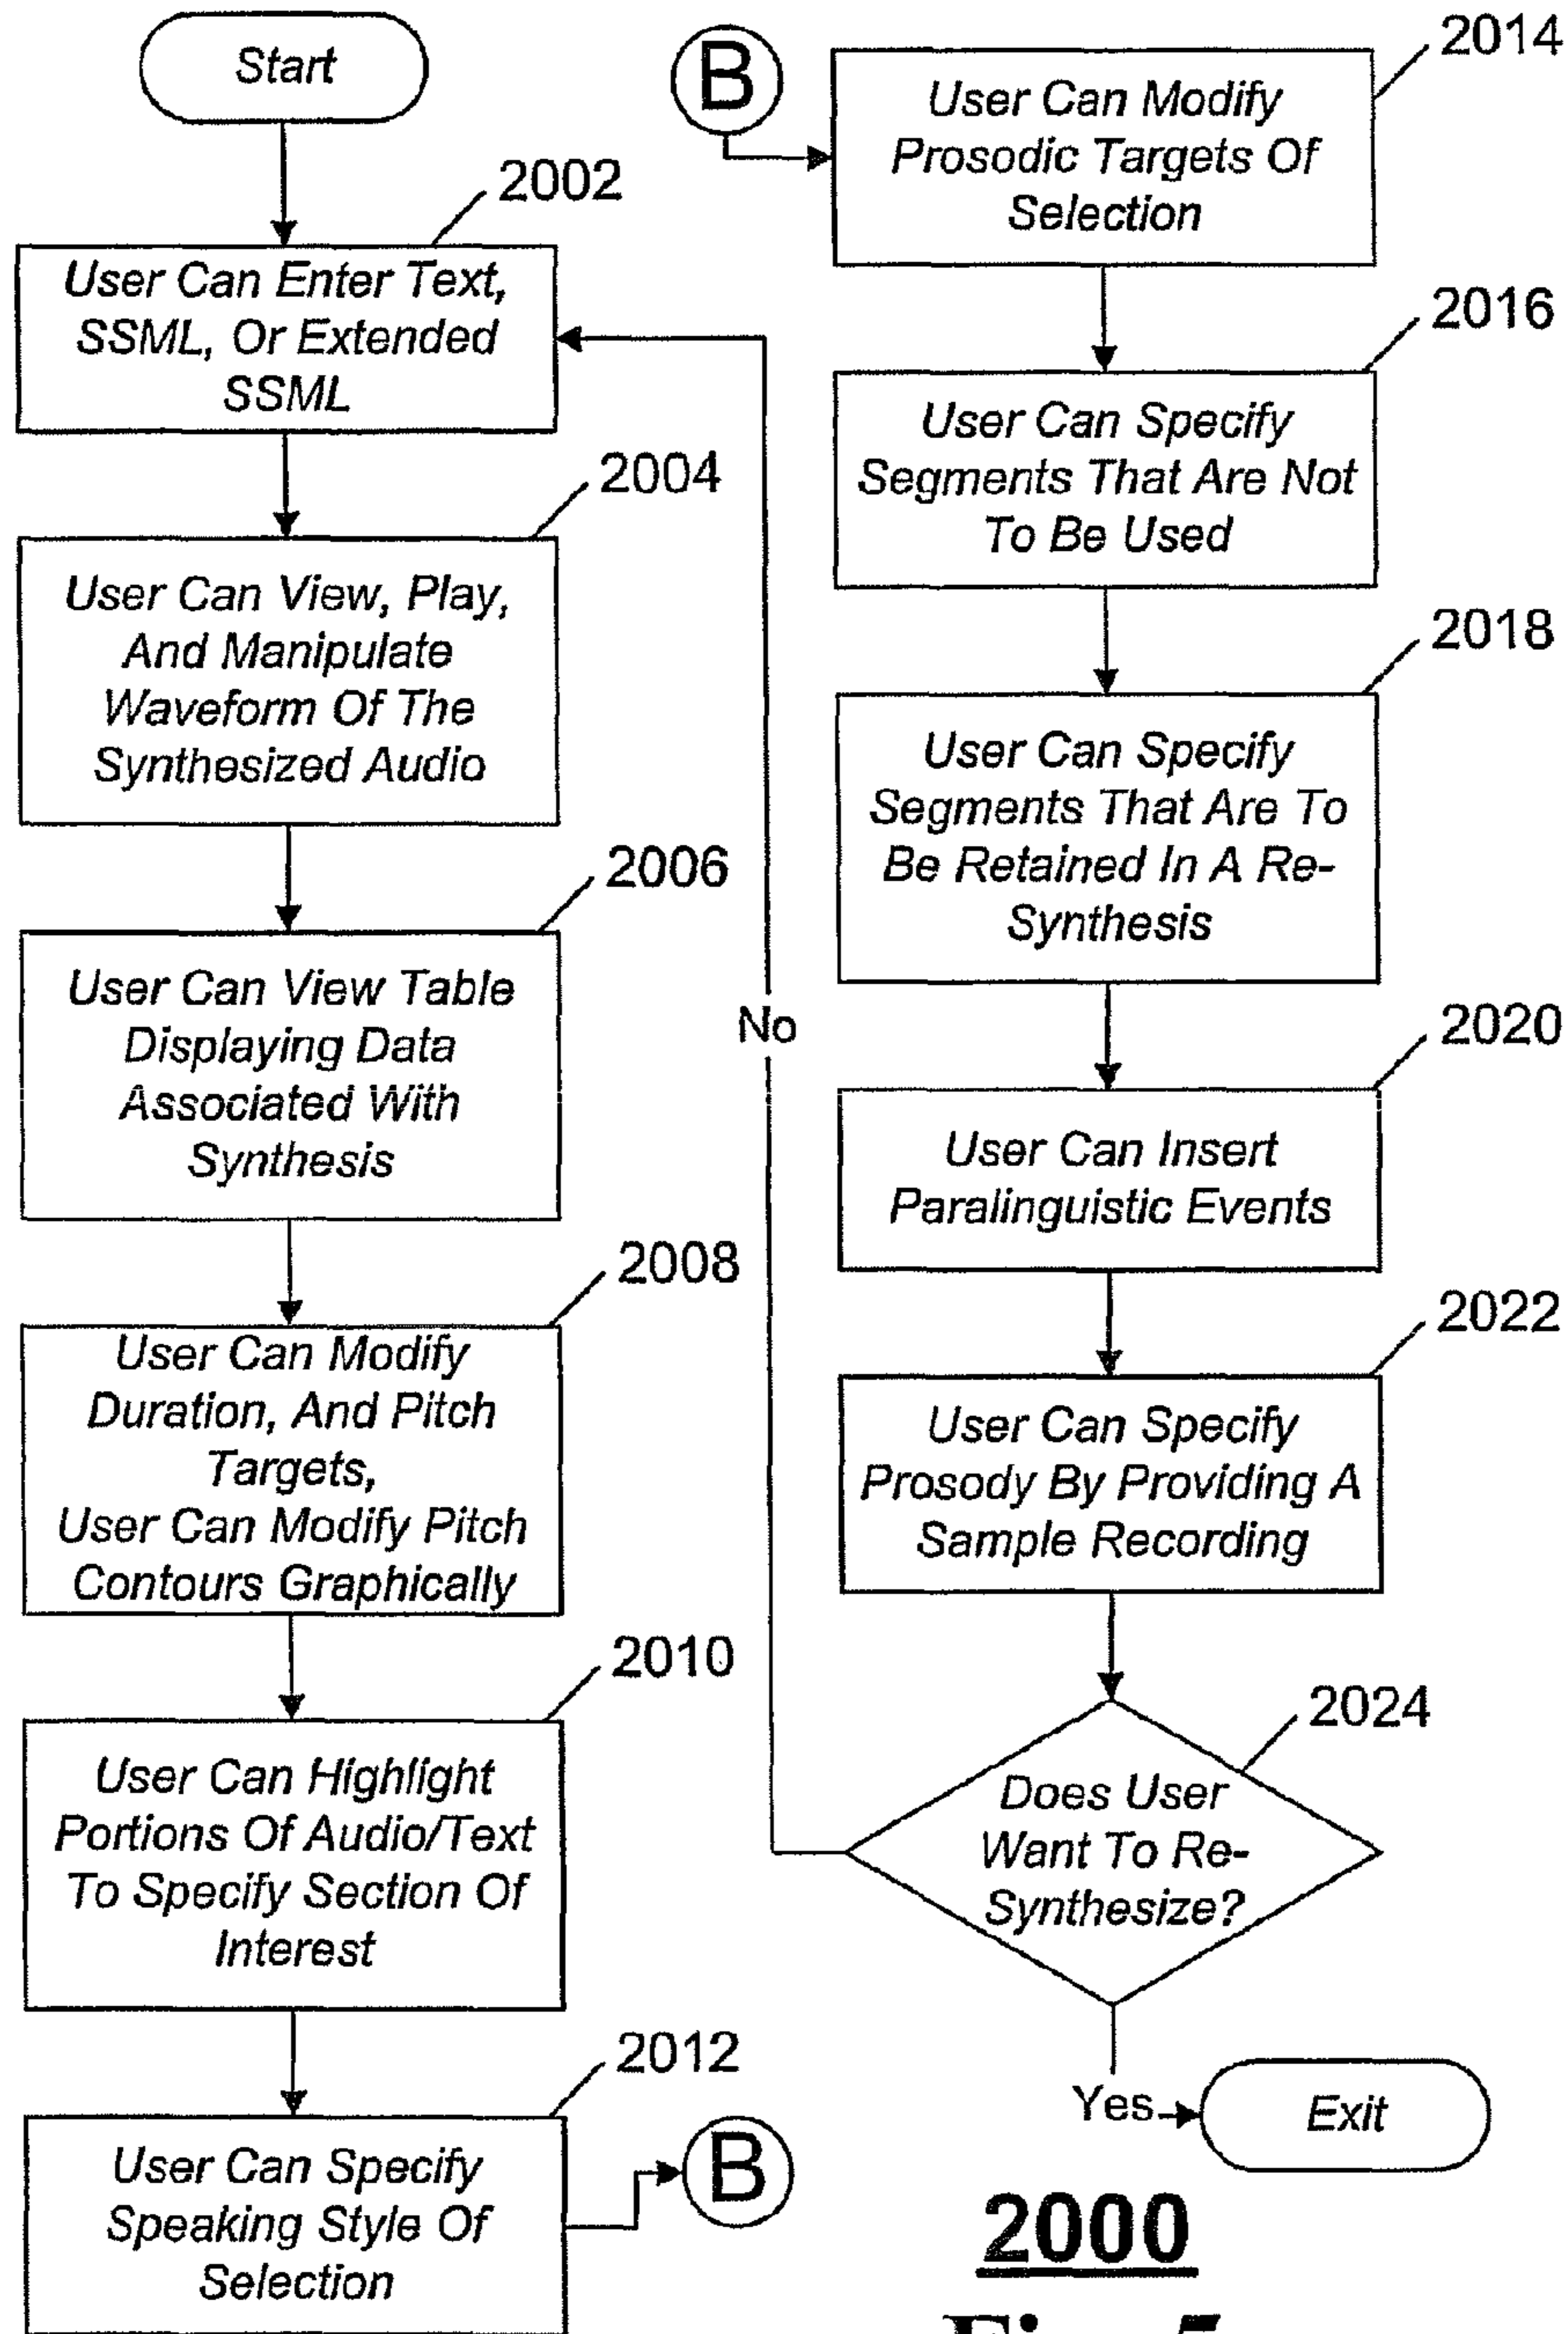 Start
2002
User Can Enter Text,
SSML, Or Extended
SSML
2004
User Can View, Play,
And Manipulate
Waveform Of The
Synthesized Audio
2006
User Can View Table
Displaying Data
Associated With
Synthesis
2008
User Can Modify
Duration, And Pitch
Targets,
User Can Modify Pitch
Contours Graphically
2010
User Can Highlight
Portions Of Audio/Text
To Specify Section Of
Interest
2012
User Can Specify
Speaking Style Of
Selection
B
B
2014
User Can Modify
Prosodic Targets Of
Selection
2016
User Can Specify
Segments That Are Not
To Be Used
2018
User Can Specify
Segments That Are To
Be Retained In A Re-
Synthesis
2020
User Can Insert
Paralinguistic Events
2022
User Can Specify
Prosody By Providing A
Sample Recording
2024
Does User
Want To Re-
Synthesize?
No
Yes
Exit
2000